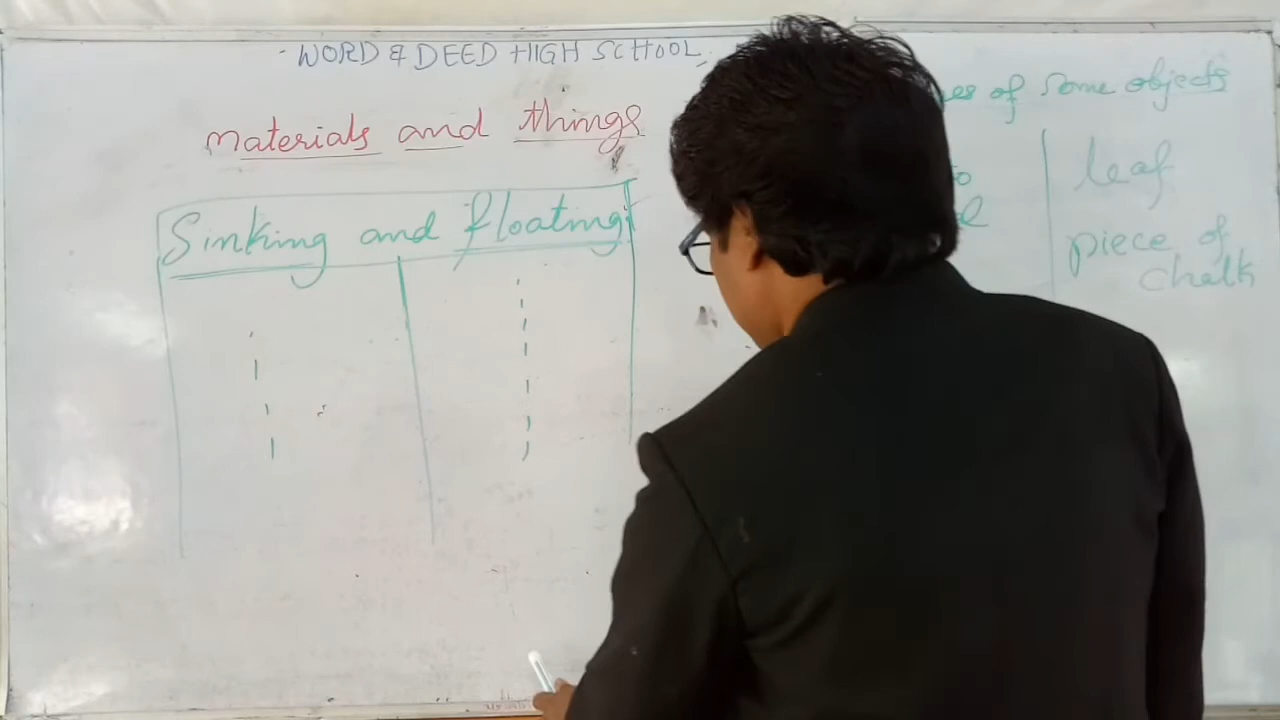 WORD & DEED HIGH SCHOOL
materials and things
Sinking and floating
of some objects
leaf
piece of
chalk